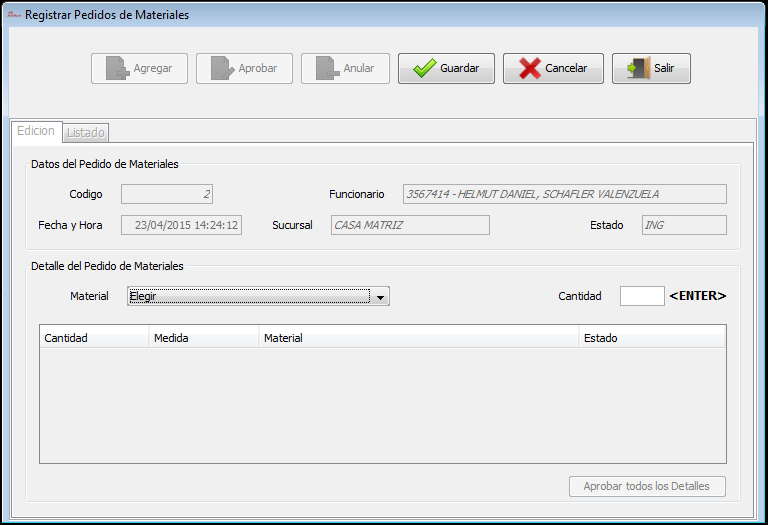 Registrar Pedidos de Materiales
Agregar Aprobar Anular Guardar Cancelar Salir
Edicion Listado
Datos del Pedido de Materiales
Codigo 2 Funcionario 3567414 - HELMUT DANIEL, SCHAFLER VALENZUELA
Fecha y Hora 23/04/2015 14:24:12 Sucursal CASA MATRIZ Estado ING
Detalle del Pedido de Materiales
Material Elegir Cantidad <ENTER>
Cantidad Medida Material Estado
Aprobar todos los Detalles